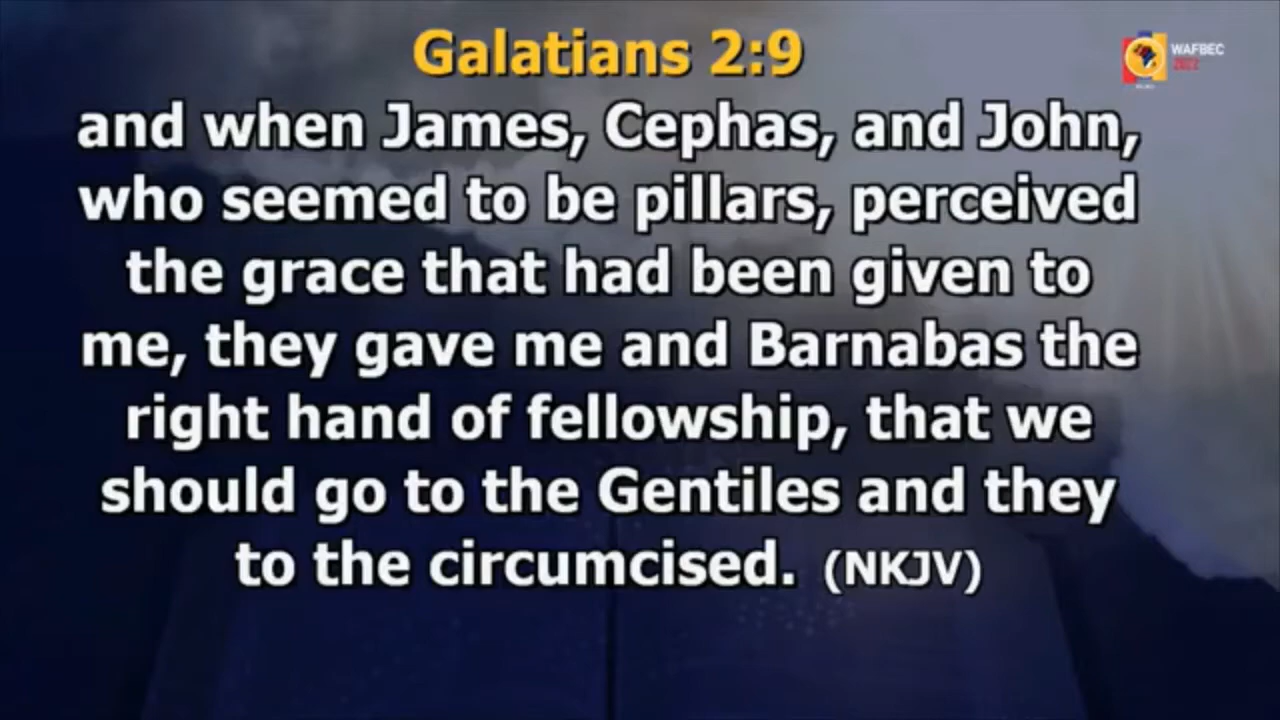 Galatians 2:9
WAFBEC
2022
and when James, Cephas, and John,
who seemed to be pillars, perceived
the grace that had been given to
me, they gave me and Barnabas the
right hand of fellowship, that we
should go to the Gentiles and they
to the circumcised. (NKJV)